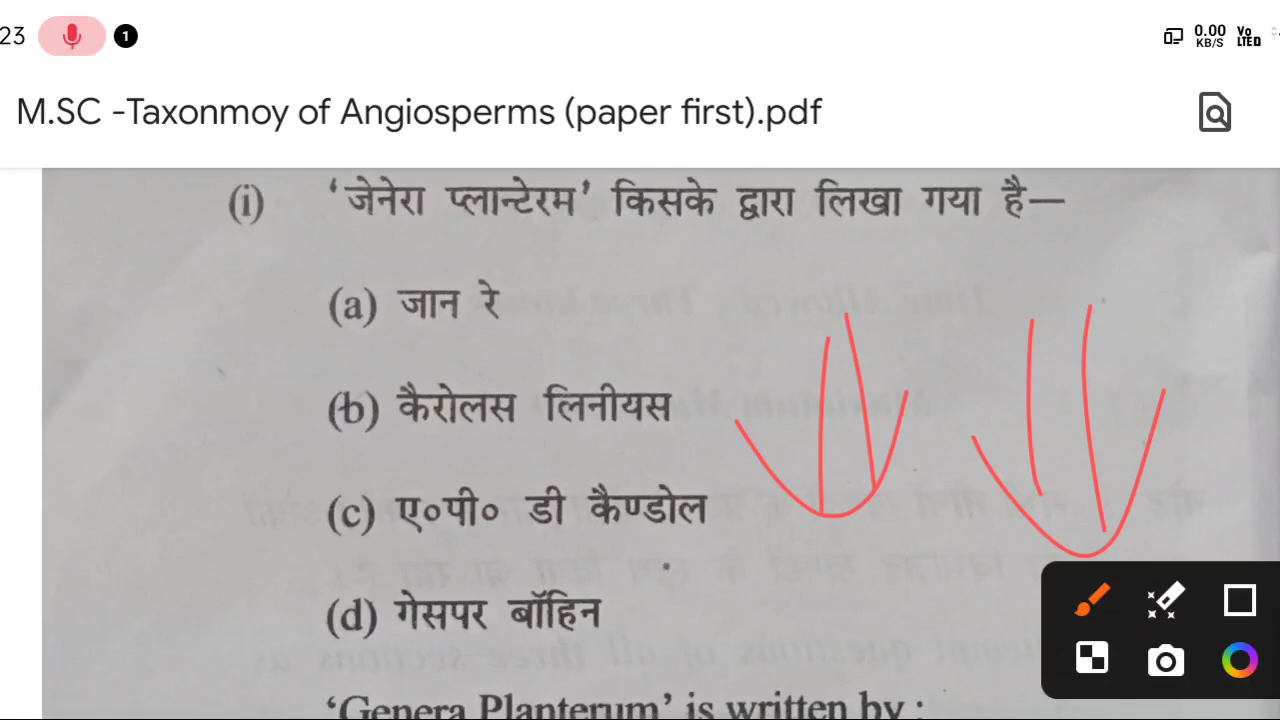 23 1 0.00 KB/S Vo LTED
M.SC -Taxonmoy of Angiosperms (paper first).pdf
(i) ‘जेनेरा प्लान्टेरम’ किसके द्वारा लिखा गया है—
(a) जान रे
(b) कैरोलस लिनीयस
(c) ए०पी० डी कैण्डोल
(d) गेसपर बॉहिन
‘Genera Planterum’ is written by :